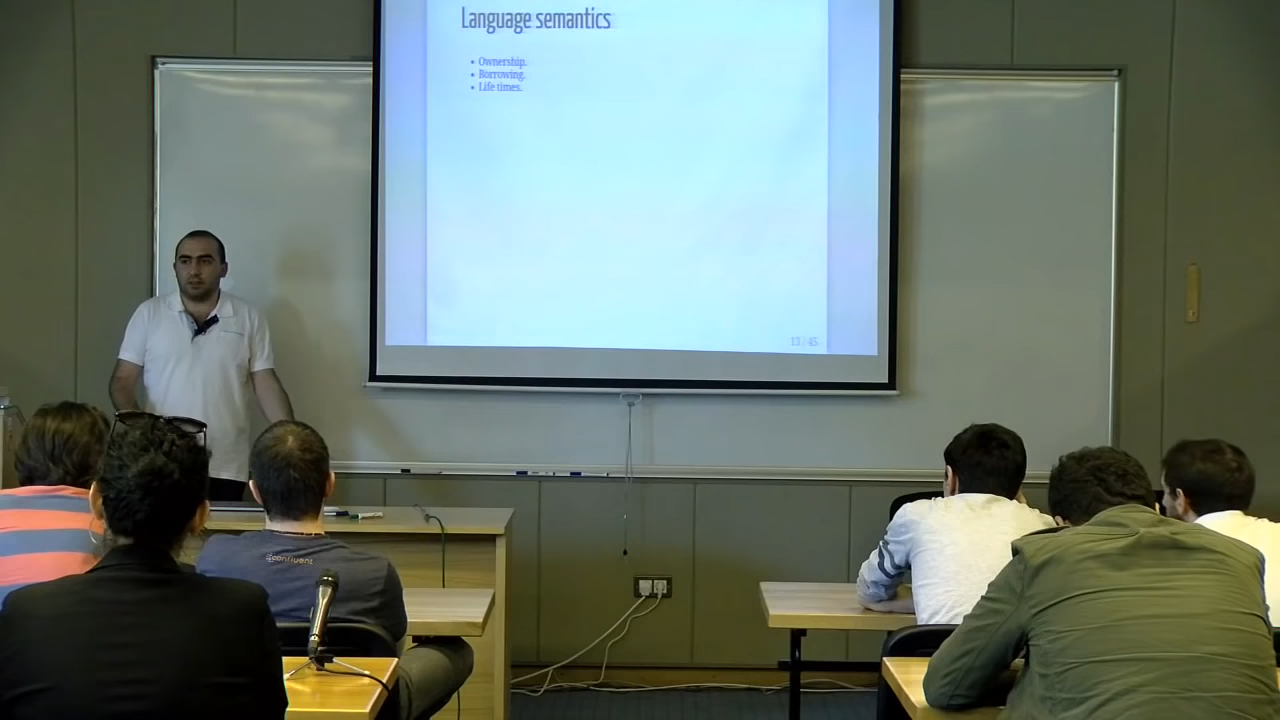 Language semantics
• Ownership.
• Borrowing.
• Life times.
13 / 45
confluent